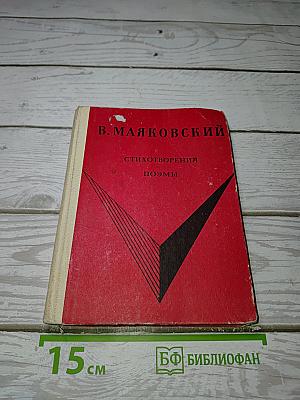 В. МАЯКОВСКИЙ
СТИХОТВОРЕНИЯ
ПОЭМЫ
15 см
БФ БИБЛИОФАН